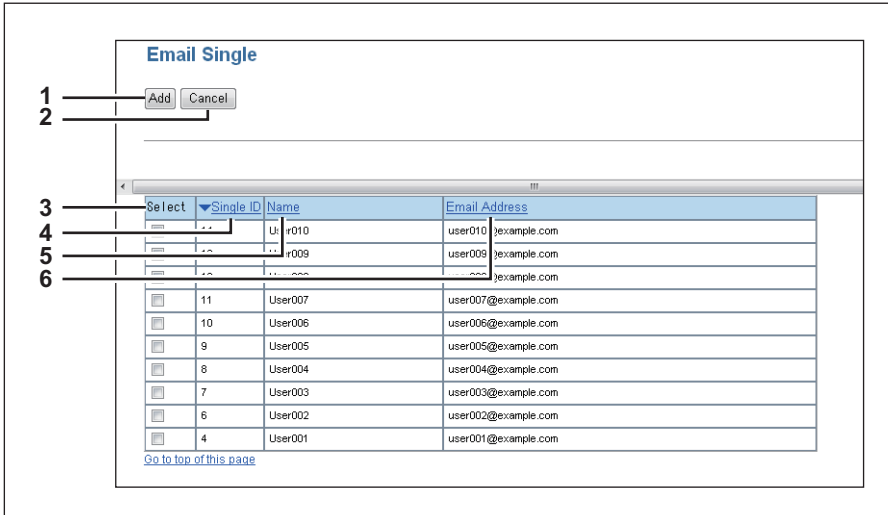 Email Single
1 Add Cancel
2
3 Select Single ID Name Email Address
4 User010 user010@example.com
5 User009 user009@example.com
6
11 User007 user007@example.com
10 User006 user006@example.com
9 User005 user005@example.com
8 User004 user004@example.com
7 User003 user003@example.com
6 User002 user002@example.com
4 User001 user001@example.com
Go to top of this page